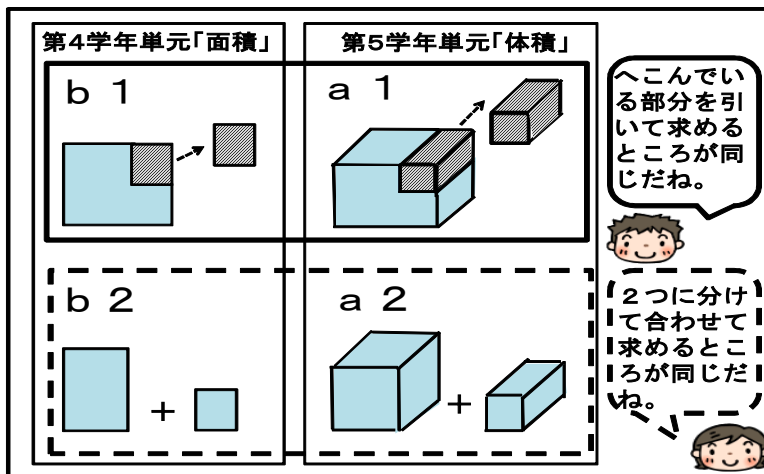 第4学年単元「面積」
第5学年単元「体積」
b 1
a 1
へこんでい
る部分を引
いて求める
ところが同
じだね。
b 2
+
a 2
+
2つに分け
て合わせて
求めるとこ
ろが同じだ
ね。